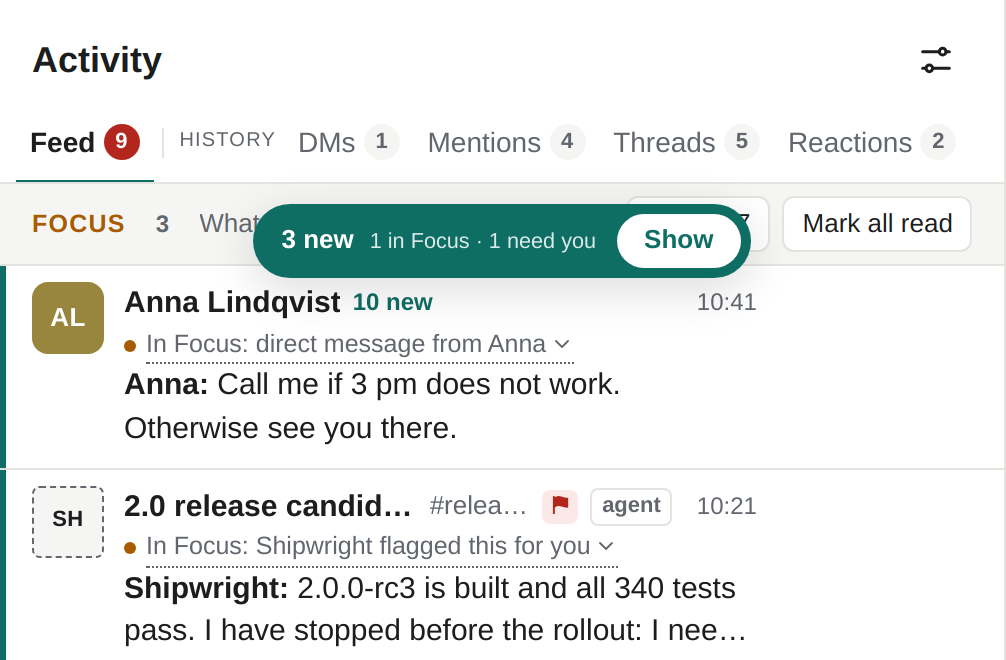 Activity
Feed 9 HISTORY DMs 1 Mentions 4 Threads 5 Reactions 2
FOCUS 3 What
3 new 1 in Focus · 1 need you Show
7 Mark all read
AL Anna Lindqvist 10 new 10:41
In Focus: direct message from Anna
Anna: Call me if 3 pm does not work.
Otherwise see you there.
SH 2.0 release candid… #relea… agent 10:21
In Focus: Shipwright flagged this for you
Shipwright: 2.0.0-rc3 is built and all 340 tests
pass. I have stopped before the rollout: I nee…